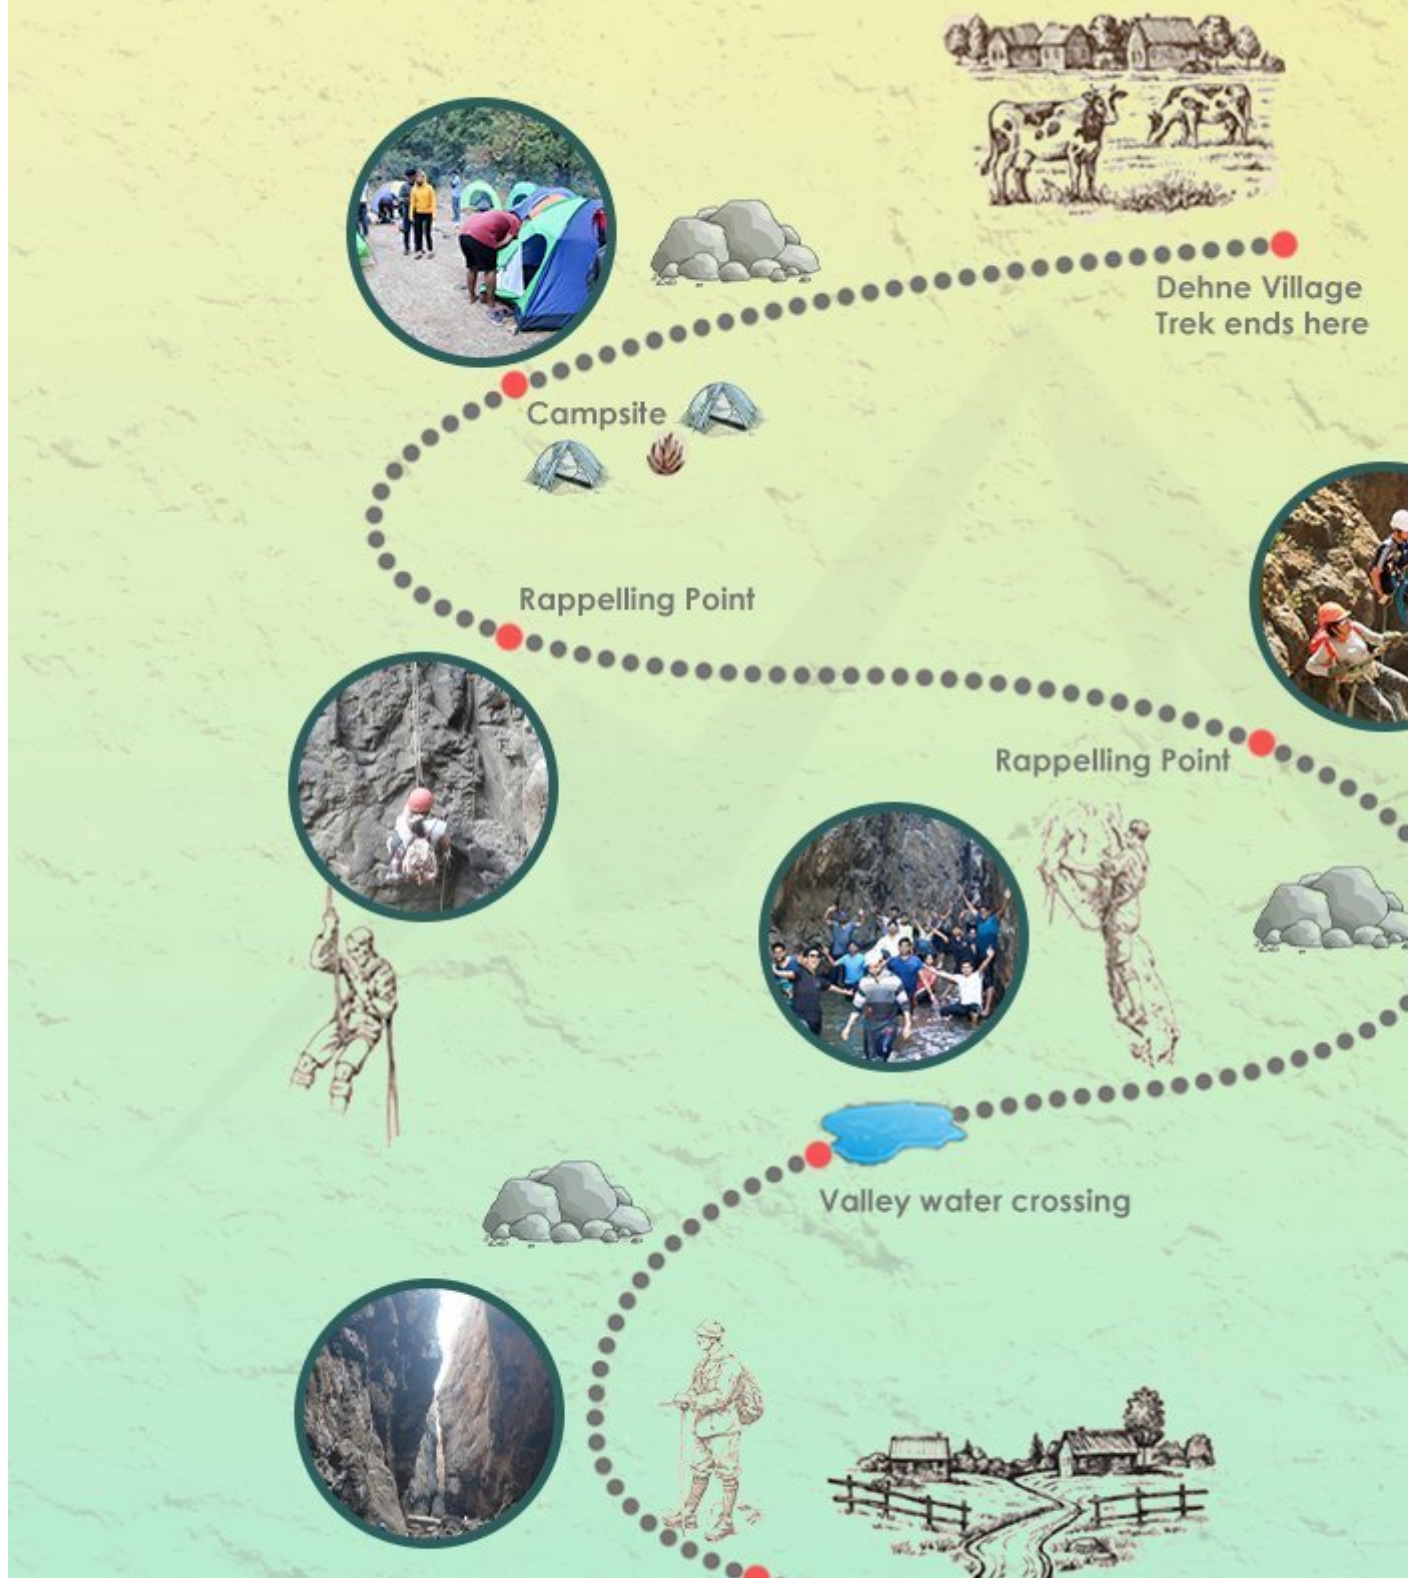 Dehne Village
Trek ends here
Campsite
Rappelling Point
Rappelling Point
Valley water crossing